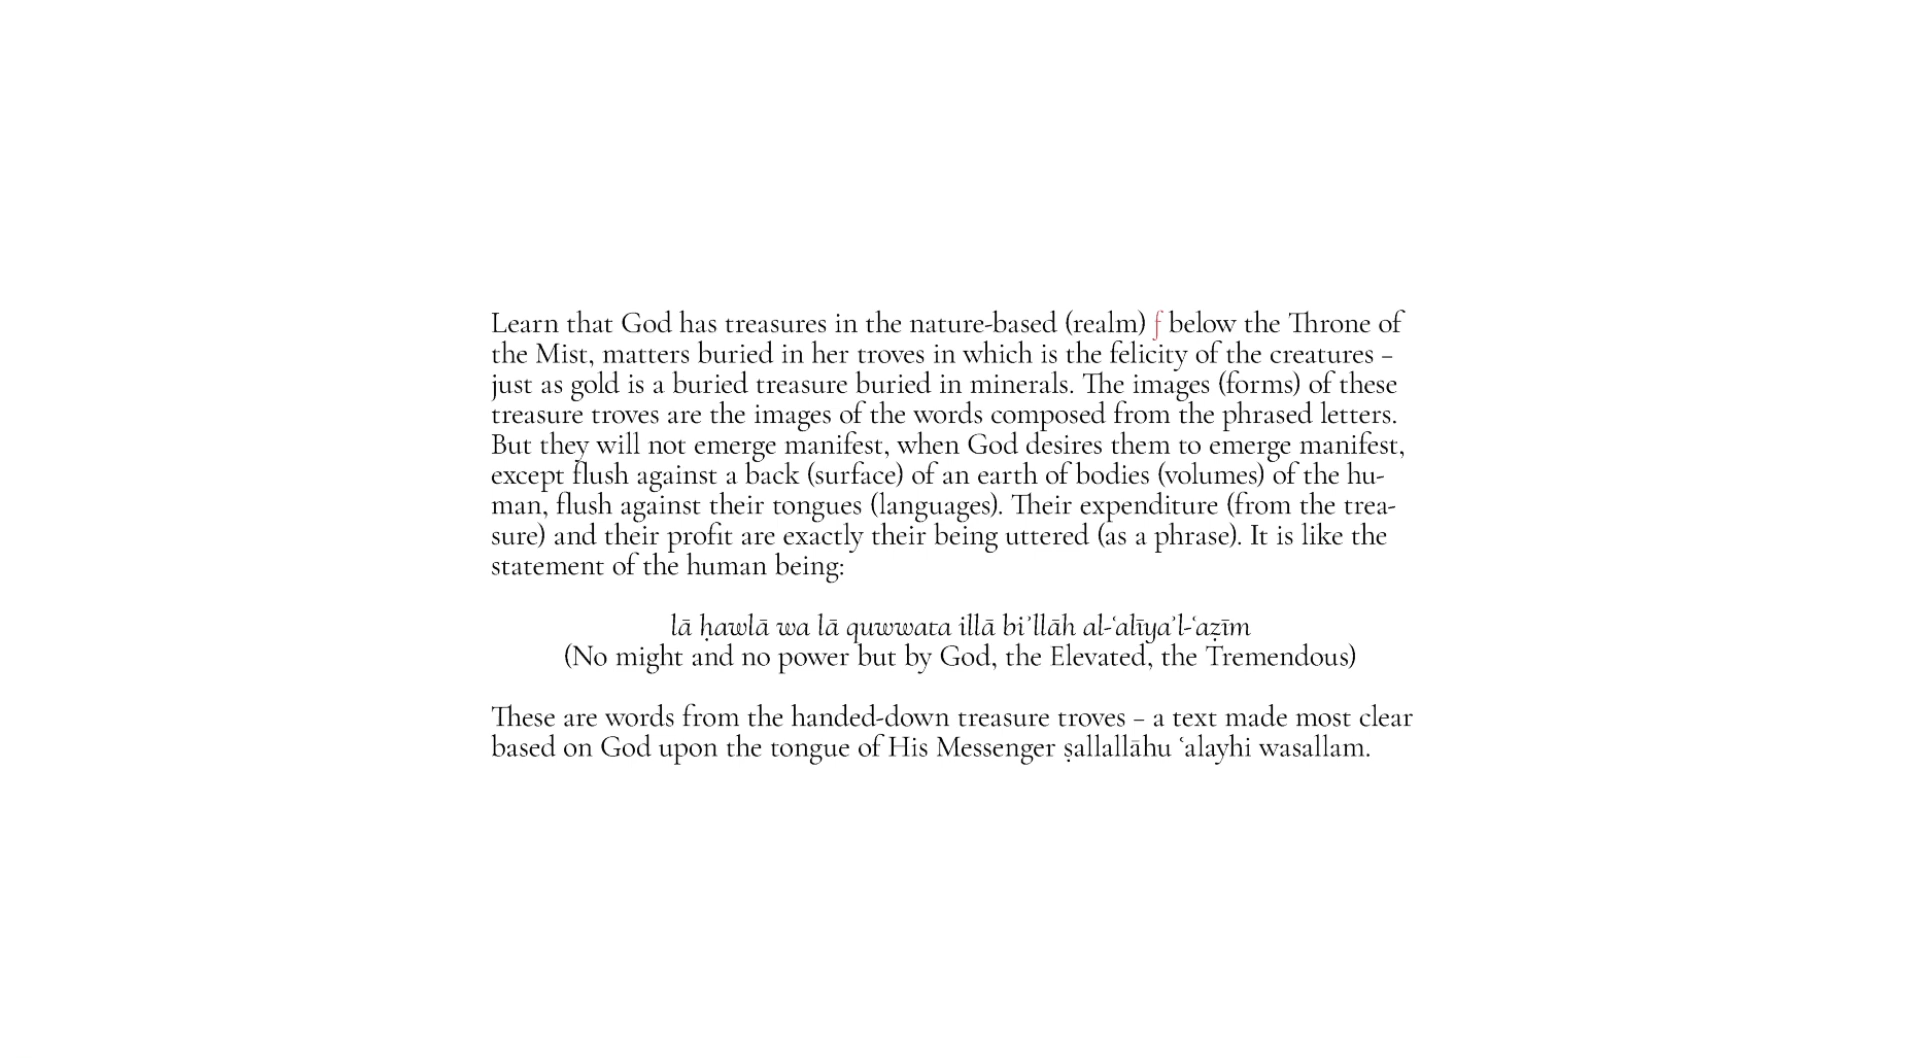 Learn that God has treasures in the nature-based (realm) f below the Throne of
the Mist, matters buried in her troves in which is the felicity of the creatures –
just as gold is a buried treasure buried in minerals. The images (forms) of these
treasure troves are the images of the words composed from the phrased letters.
But they will not emerge manifest, when God desires them to emerge manifest,
except flush against a back (surface) of an earth of bodies (volumes) of the hu-
man, flush against their tongues (languages). Their expenditure (from the trea-
sure) and their profit are exactly their being uttered (as a phrase). It is like the
statement of the human being:
lā ḥawlā wa lā quwwata illā bi’llāh al-‘alīya’l-‘aẓīm
(No might and no power but by God, the Elevated, the Tremendous)
These are words from the handed-down treasure troves – a text made most clear
based on God upon the tongue of His Messenger ṣallallāhu ‘alayhi wasallam.